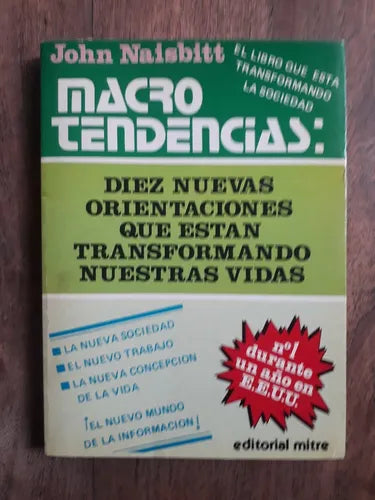 John Naisbitt
EL LIBRO QUE ESTA
TRANSFORMANDO
LA SOCIEDAD
MACRO
TENDENCIAS:
DIEZ NUEVAS
ORIENTACIONES
QUE ESTAN
TRANSFORMANDO
NUESTRAS VIDAS
LA NUEVA SOCIEDAD
EL NUEVO TRABAJO
LA NUEVA CONCEPCION
DE LA VIDA
¡EL NUEVO MUNDO
DE LA INFORMACION!
nº1
durante
un año en
E.E.U.U.
editorial mitre